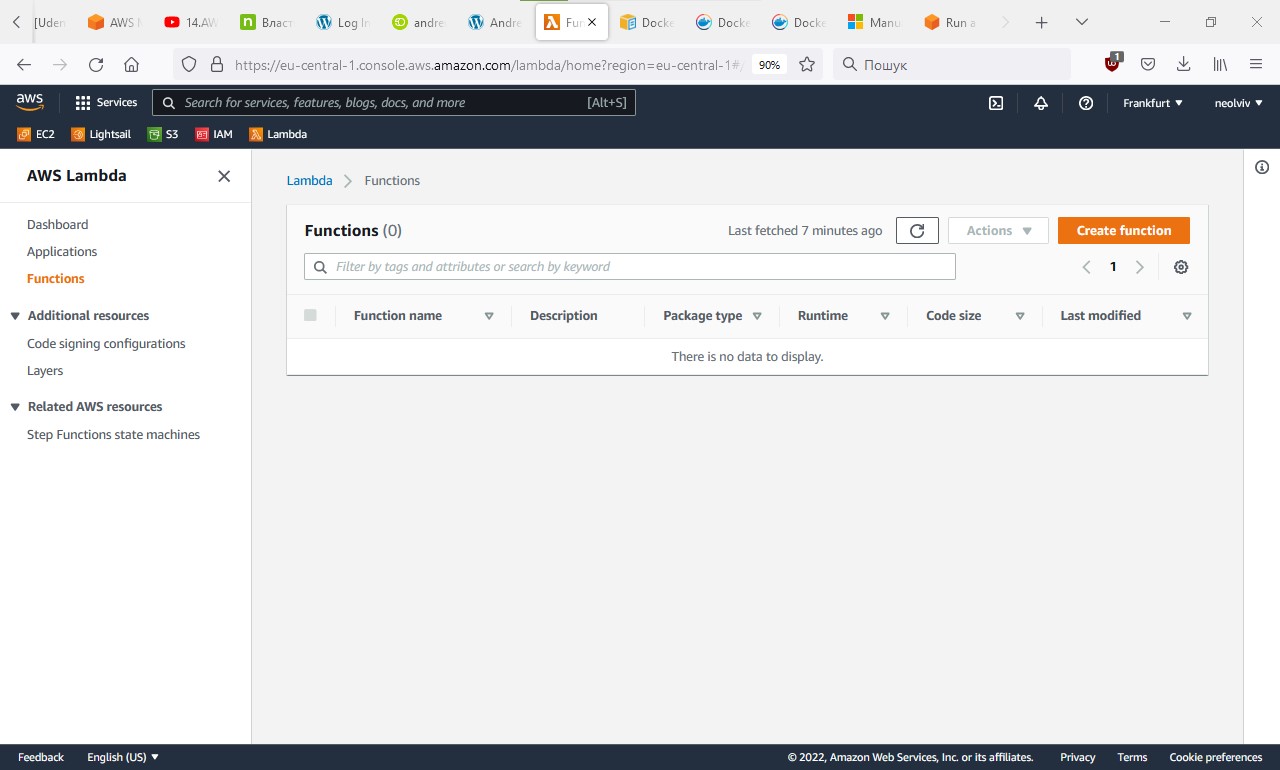 [Uden
AWS
14.AW
Власт
Log In
andre
Andre
Fun
Docke
Docke
Docke
Manu
Run a
https://eu-central-1.console.aws.amazon.com/lambda/home?region=eu-central-1#/
90%
Пошук
1
aws
Services
Search for services, features, blogs, docs, and more
[Alt+S]
Frankfurt
neolviv
EC2
Lightsail
S3
IAM
Lambda
AWS Lambda
Dashboard
Applications
Functions
Additional resources
Code signing configurations
Layers
Related AWS resources
Step Functions state machines
Lambda
Functions
Functions (0)
Last fetched 7 minutes ago
Actions
Create function
Filter by tags and attributes or search by keyword
1
Function name
Description
Package type
Runtime
Code size
Last modified
There is no data to display.
Feedback
English (US)
© 2022, Amazon Web Services, Inc. or its affiliates.
Privacy
Terms
Cookie preferences